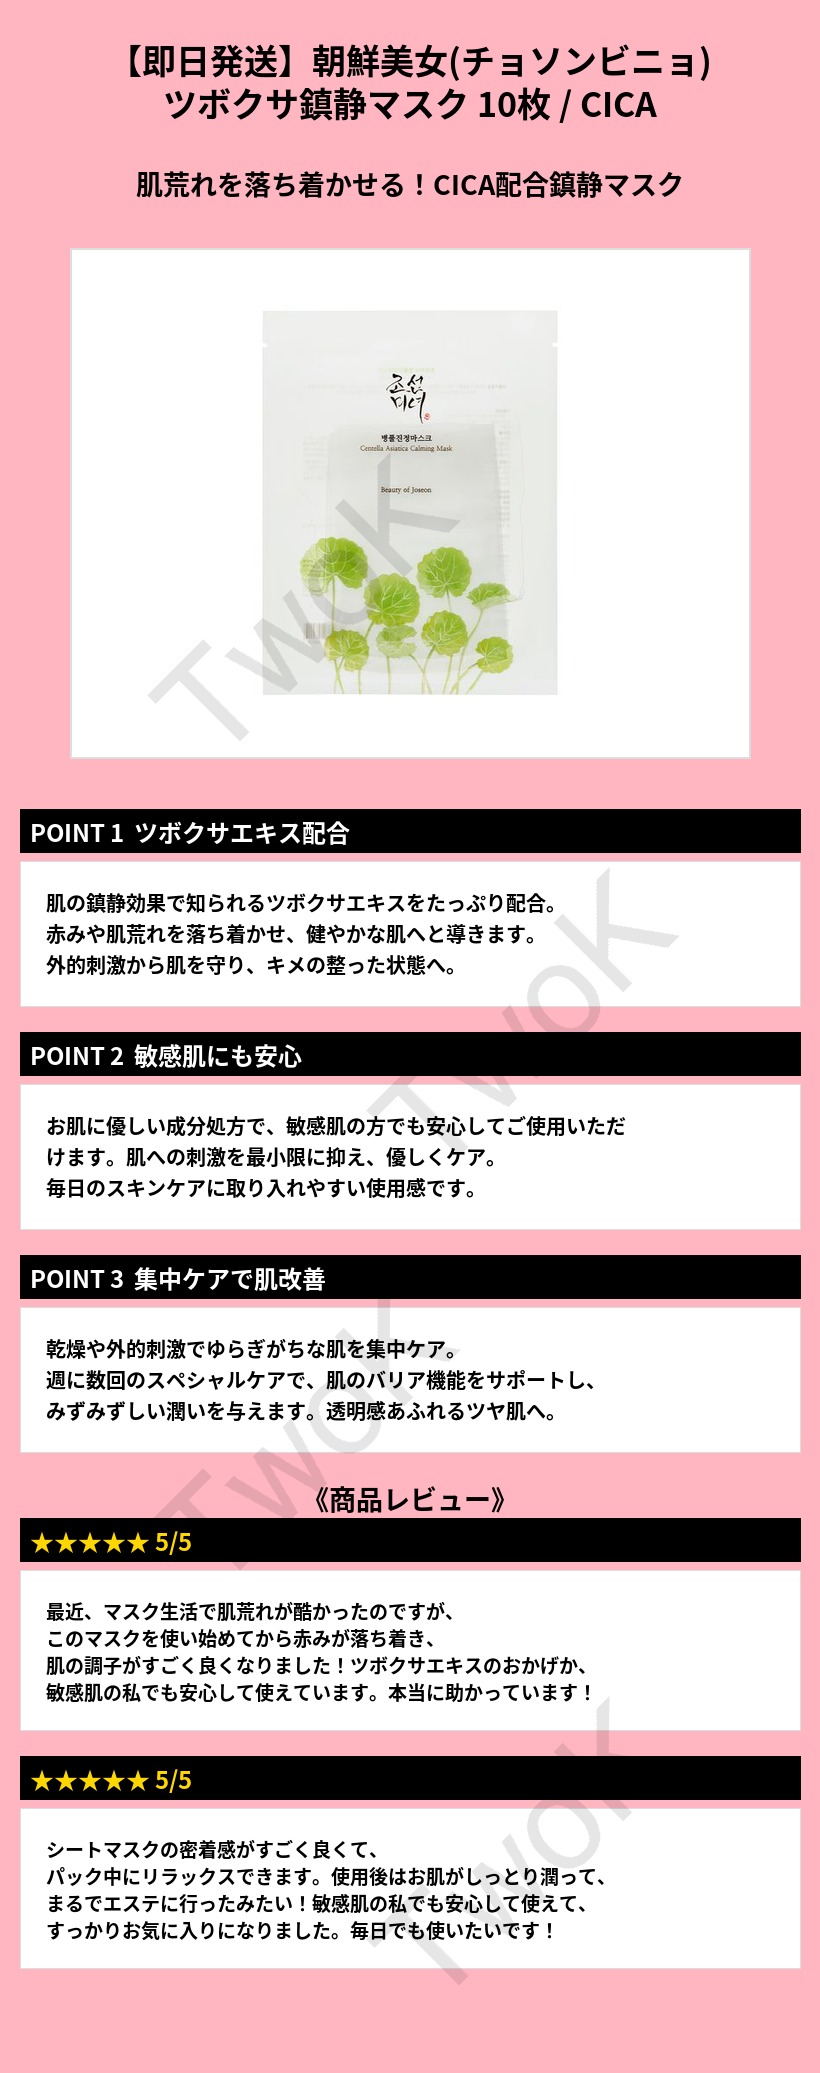 【即日発送】朝鮮美女(チョソンビニョ)
ツボクサ鎮静マスク 10枚 / CICA
肌荒れを落ち着かせる！CICA配合鎮静マスク
조선
미녀
병풀진정마스크
Centella Asiatica Calming Mask
Beauty of Joseon
TwoK
POINT 1 ツボクサエキス配合
肌の鎮静効果で知られるツボクサエキスをたっぷり配合。
赤みや肌荒れを落ち着かせ、健やかな肌へと導きます。
外的刺激から肌を守り、キメの整った状態へ。
TwoK
POINT 2 敏感肌にも安心
お肌に優しい成分処方で、敏感肌の方でも安心してご使用いただ
けます。肌への刺激を最小限に抑え、優しくケア。
毎日のスキンケアに取り入れやすい使用感です。
POINT 3 集中ケアで肌改善
乾燥や外的刺激でゆらぎがちな肌を集中ケア。
週に数回のスペシャルケアで、肌のバリア機能をサポートし、
みずみずしい潤いを与えます。透明感あふれるツヤ肌へ。
TwoK
《商品レビュー》
★★★★★ 5/5
最近、マスク生活で肌荒れが酷かったのですが、
このマスクを使い始めてから赤みが落ち着き、
肌の調子がすごく良くなりました！ツボクサエキスのおかげか、
敏感肌の私でも安心して使えています。本当に助かっています！
★★★★★ 5/5
シートマスクの密着感がすごく良くて、
パック中にリラックスできます。使用後はお肌がしっとり潤って、
まるでエステに行ったみたい！敏感肌の私でも安心して使えて、
すっかりお気に入りになりました。毎日でも使いたいです！
TwoK